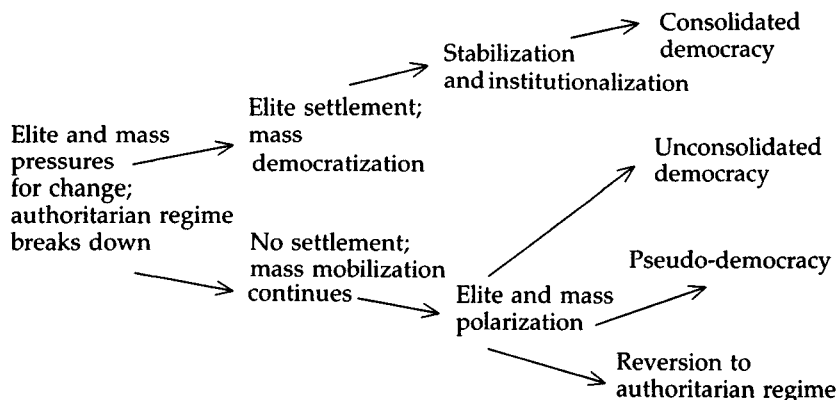 Elite and mass
pressures
for change;
authoritarian regime
breaks down
Elite settlement;
mass
democratization
Stabilization
and institutionalization
Consolidated
democracy
No settlement;
mass mobilization
continues
Elite and mass
polarization
Unconsolidated
democracy
Pseudo-democracy
Reversion to
authoritarian regime